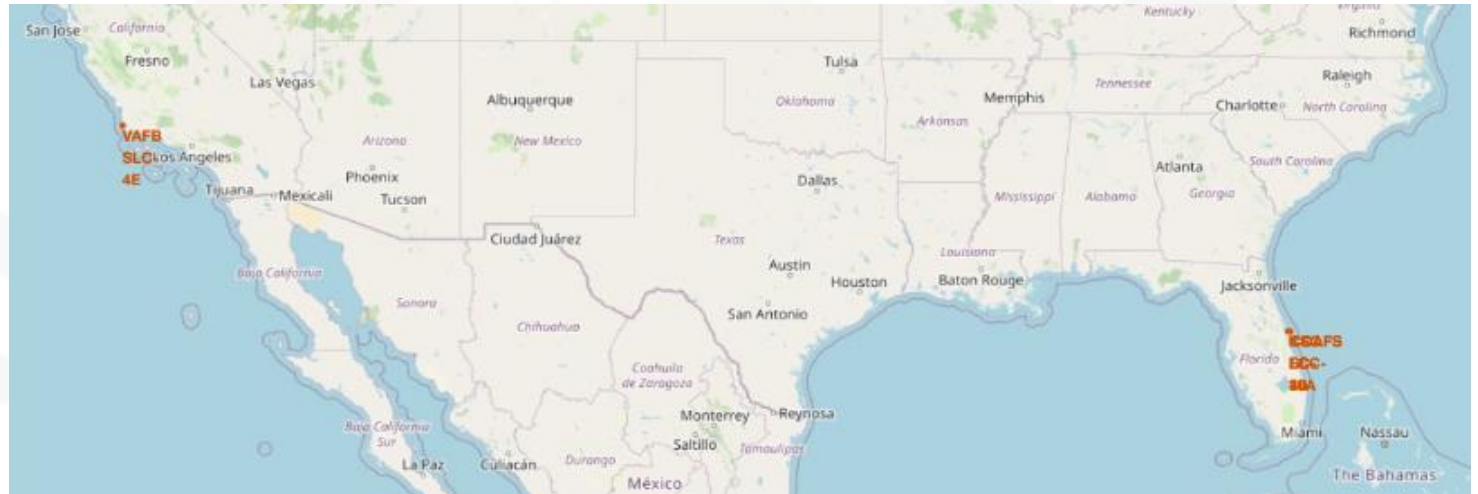 Kentucky
Virginia
San Jose
California
Richmond
Fresno
Tulsa
Las Vegas
Raleigh
Albuquerque
Memphis
Tennessee
Oklahoma
Charlotte
North Carolina
Arkansas
VAFB
SLC
4E
Arizona
New Mexico
Los Angeles
Atlanta
South Carolina
Phoenix
Dallas
Tijuana
Mexicali
Tucson
Mississippi
Alabama
Georgia
Ciudad Juárez
Texas
Louisiana
Austin
Baja California
Houston
Baton Rouge
Jacksonville
Sonora
San Antonio
Chihuahua
Florida
Coahuila
de Zaragoza
Monterrey
Reynosa
Baja California
Sur
Saltillo
Tamaulipas
Miami
Nassau
La Paz
Culiacán
Durango
México
The Bahamas